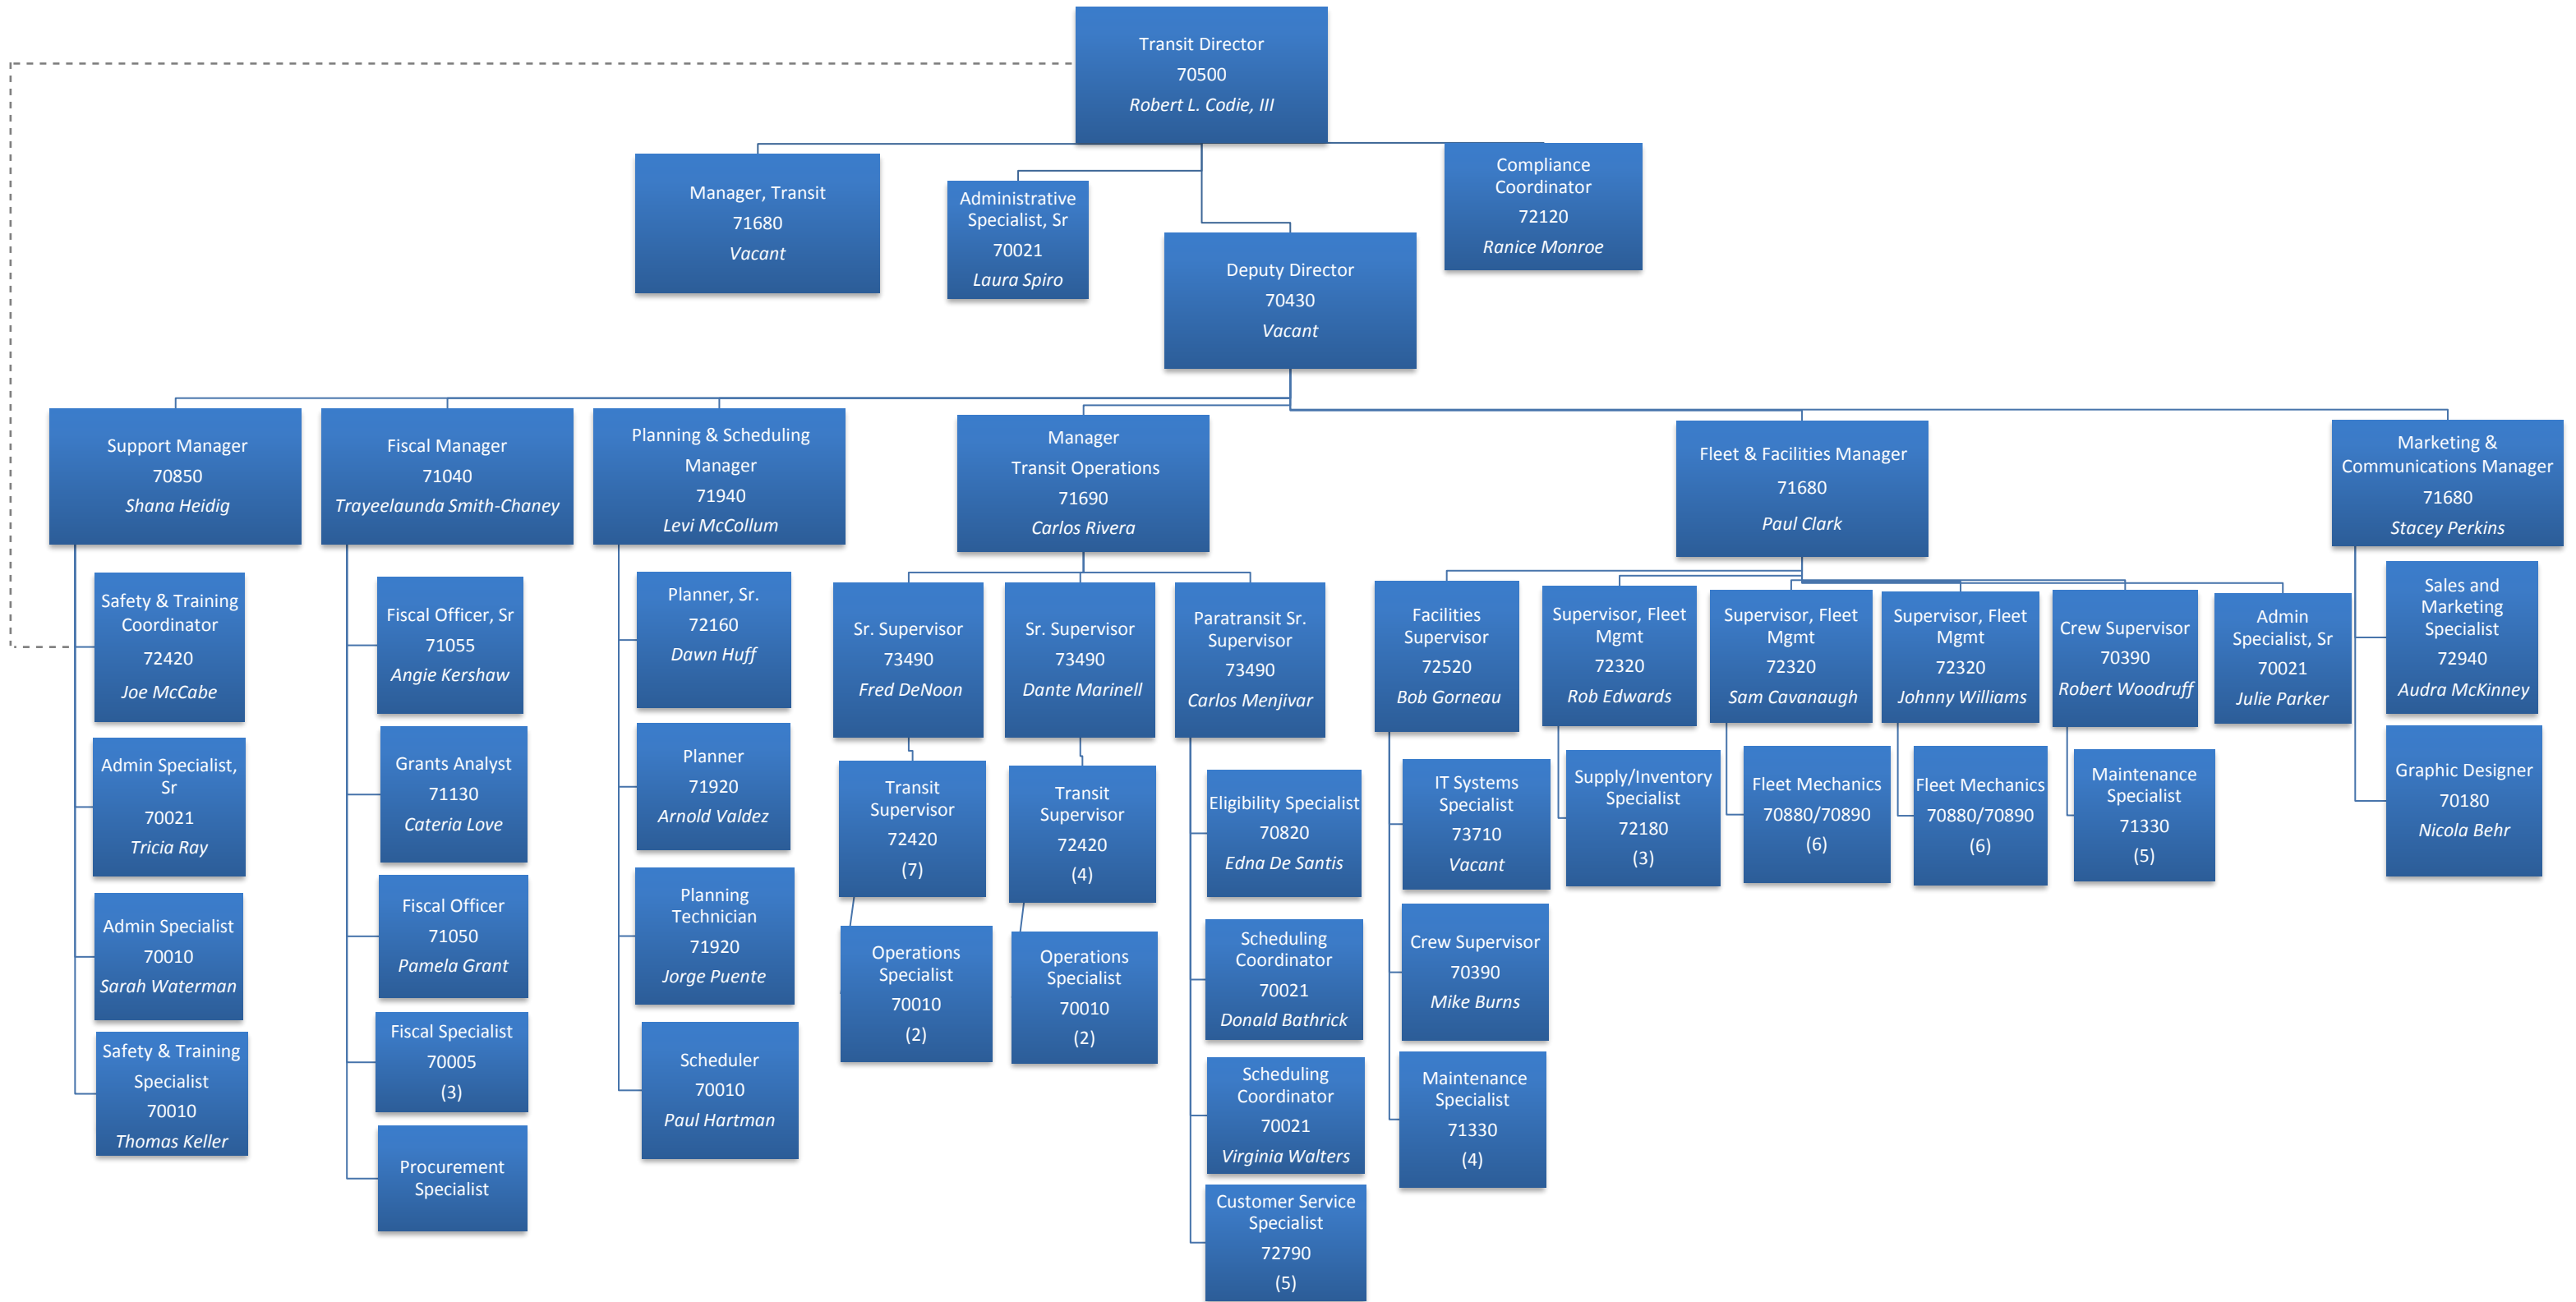 Transit Director
70500
Robert L. Codie, III
Manager, Transit
71680
Vacant
Administrative
Specialist, Sr
70021
Laura Spiro
Deputy Director
70430
Vacant
Compliance
Coordinator
72120
Ranice Monroe
Support Manager
70850
Shana Heidig
Fiscal Manager
71040
Trayeelaunda Smith-Chaney
Planning & Scheduling
Manager
71940
Levi McCollum
Manager
Transit Operations
71690
Carlos Rivera
Fleet & Facilities Manager
71680
Paul Clark
Marketing &
Communications Manager
71680
Stacey Perkins
Safety & Training
Coordinator
72420
Joe McCabe
Admin Specialist,
Sr
70021
Tricia Ray
Admin Specialist
70010
Sarah Waterman
Safety & Training
Specialist
70010
Thomas Keller
Fiscal Officer, Sr
71055
Angie Kershaw
Grants Analyst
71130
Cateria Love
Fiscal Officer
71050
Pamela Grant
Fiscal Specialist
70005
(3)
Procurement
Specialist
Planner, Sr.
72160
Dawn Huff
Planner
71920
Arnold Valdez
Planning
Technician
71920
Jorge Puente
Scheduler
70010
Paul Hartman
Sr. Supervisor
73490
Fred DeNoon
Transit
Supervisor
72420
(7)
Operations
Specialist
70010
(2)
Sr. Supervisor
73490
Dante Marinell
Transit
Supervisor
72420
(4)
Operations
Specialist
70010
(2)
Paratransit Sr.
Supervisor
73490
Carlos Menjivar
Eligibility Specialist
70820
Edna De Santis
Scheduling
Coordinator
70021
Donald Bathrick
Scheduling
Coordinator
70021
Virginia Walters
Customer Service
Specialist
72790
(5)
Facilities
Supervisor
72520
Bob Gorneau
IT Systems
Specialist
73710
Vacant
Crew Supervisor
70390
Mike Burns
Maintenance
Specialist
71330
(4)
Supervisor, Fleet
Mgmt
72320
Rob Edwards
Supply/Inventory
Specialist
72180
(3)
Supervisor, Fleet
Mgmt
72320
Sam Cavanaugh
Fleet Mechanics
70880/70890
(6)
Supervisor, Fleet
Mgmt
72320
Johnny Williams
Fleet Mechanics
70880/70890
(6)
Crew Supervisor
70390
Robert Woodruff
Maintenance
Specialist
71330
(5)
Admin
Specialist, Sr
70021
Julie Parker
Sales and
Marketing
Specialist
72940
Audra McKinney
Graphic Designer
70180
Nicola Behr